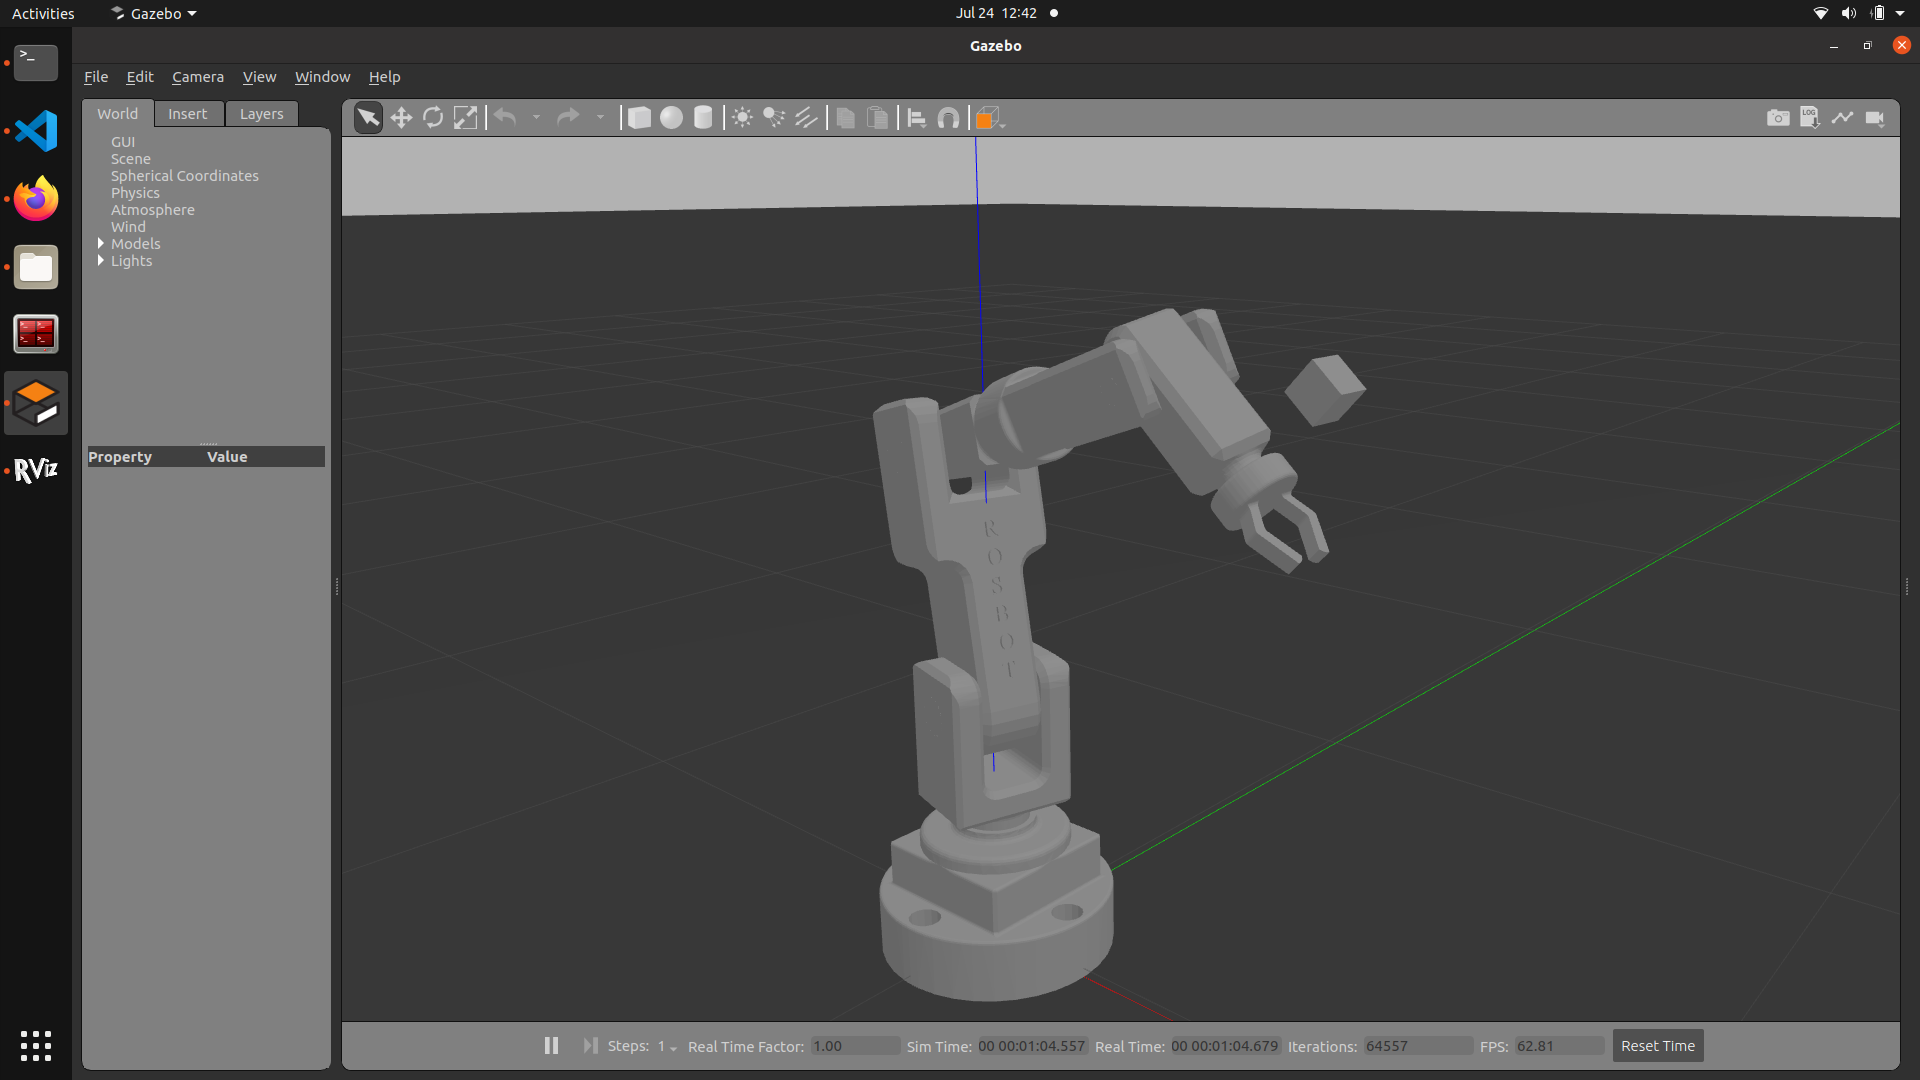 Activities
Gazebo
Jul 24 12:42
Gazebo
File Edit Camera View Window Help
World Insert Layers
GUI
Scene
Spherical Coordinates
Physics
Atmosphere
Wind
Models
Lights
Property Value
LOG
RViz
R
O
S
B
O
T
Steps: 1
Real Time Factor: 1.00
Sim Time: 00 00:01:04.557
Real Time: 00 00:01:04.679
Iterations: 64557
FPS: 62.81
Reset Time